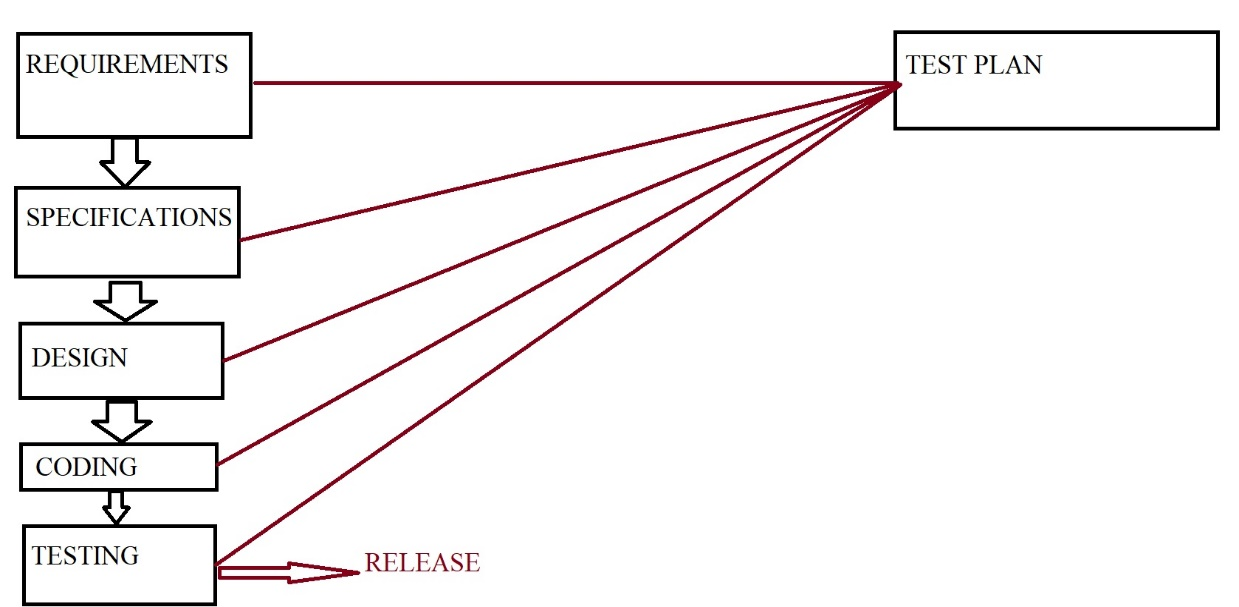 REQUIREMENTS
TEST PLAN
SPECIFICATIONS
DESIGN
CODING
TESTING
RELEASE